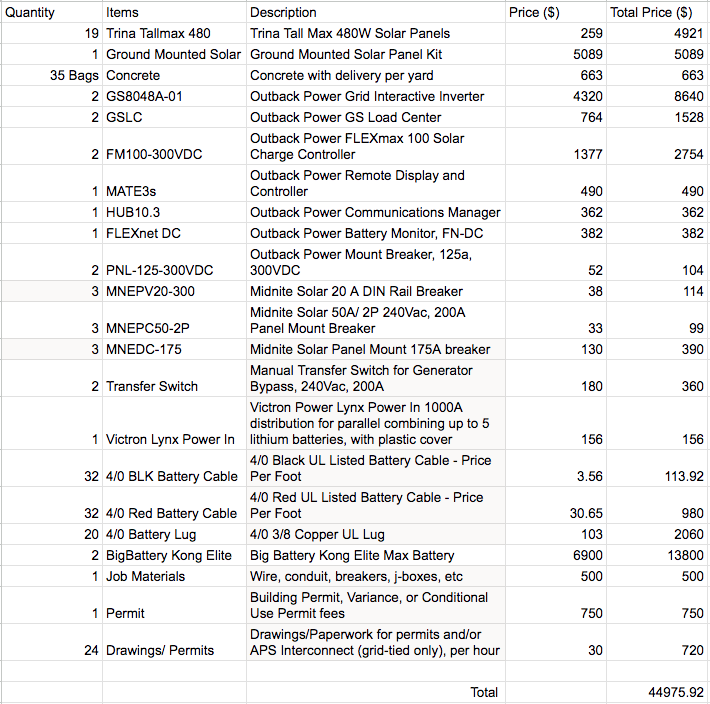 Quantity Items Description Price ($) Total Price ($)
19 Trina Tallmax 480 Trina Tall Max 480W Solar Panels 259 4921
1 Ground Mounted Solar Ground Mounted Solar Panel Kit 5089 5089
35 Bags Concrete Concrete with delivery per yard 663 663
2 GS8048A-01 Outback Power Grid Interactive Inverter 4320 8640
2 GSLC Outback Power GS Load Center 764 1528
Outback Power FLEXmax 100 Solar
2 FM100-300VDC Charge Controller 1377 2754
Outback Power Remote Display and
1 MATE3s Controller 490 490
1 HUB10.3 Outback Power Communications Manager 362 362
1 FLEXnet DC Outback Power Battery Monitor, FN-DC 382 382
Outback Power Mount Breaker, 125a,
2 PNL-125-300VDC 300VDC 52 104
3 MNEPV20-300 Midnite Solar 20 A DIN Rail Breaker 38 114
Midnite Solar 50A/ 2P 240Vac, 200A
3 MNEPC50-2P Panel Mount Breaker 33 99
3 MNEDC-175 Midnite Solar Panel Mount 175A breaker 130 390
Manual Transfer Switch for Generator
2 Transfer Switch Bypass, 240Vac, 200A 180 360
Victron Power Lynx Power In 1000A
distribution for parallel combining up to 5
1 Victron Lynx Power In lithium batteries, with plastic cover 156 156
4/0 Black UL Listed Battery Cable - Price
32 4/0 BLK Battery Cable Per Foot 3.56 113.92
4/0 Red UL Listed Battery Cable - Price
32 4/0 Red Battery Cable Per Foot 30.65 980
20 4/0 Battery Lug 4/0 3/8 Copper UL Lug 103 2060
2 BigBattery Kong Elite Big Battery Kong Elite Max Battery 6900 13800
1 Job Materials Wire, conduit, breakers, j-boxes, etc 500 500
Building Permit, Variance, or Conditional
1 Permit Use Permit fees 750 750
Drawings/Paperwork for permits and/or
24 Drawings/ Permits APS Interconnect (grid-tied only), per hour 30 720
Total 44975.92